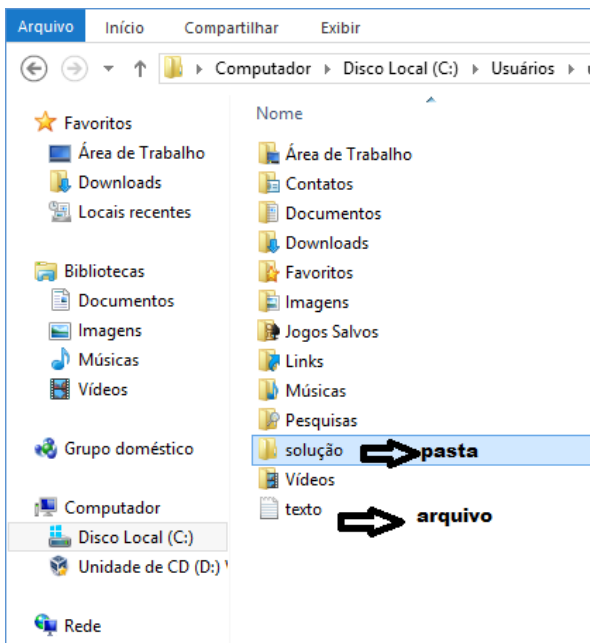 Arquivo Início Compartilhar Exibir
Computador Disco Local (C:) Usuários
Favoritos
Área de Trabalho
Downloads
Locais recentes
Bibliotecas
Documentos
Imagens
Músicas
Vídeos
Grupo doméstico
Computador
Disco Local (C:)
Unidade de CD (D:)
Rede
Nome
Área de Trabalho
Contatos
Documentos
Downloads
Favoritos
Imagens
Jogos Salvos
Links
Músicas
Pesquisas
solução pasta
Vídeos
texto arquivo